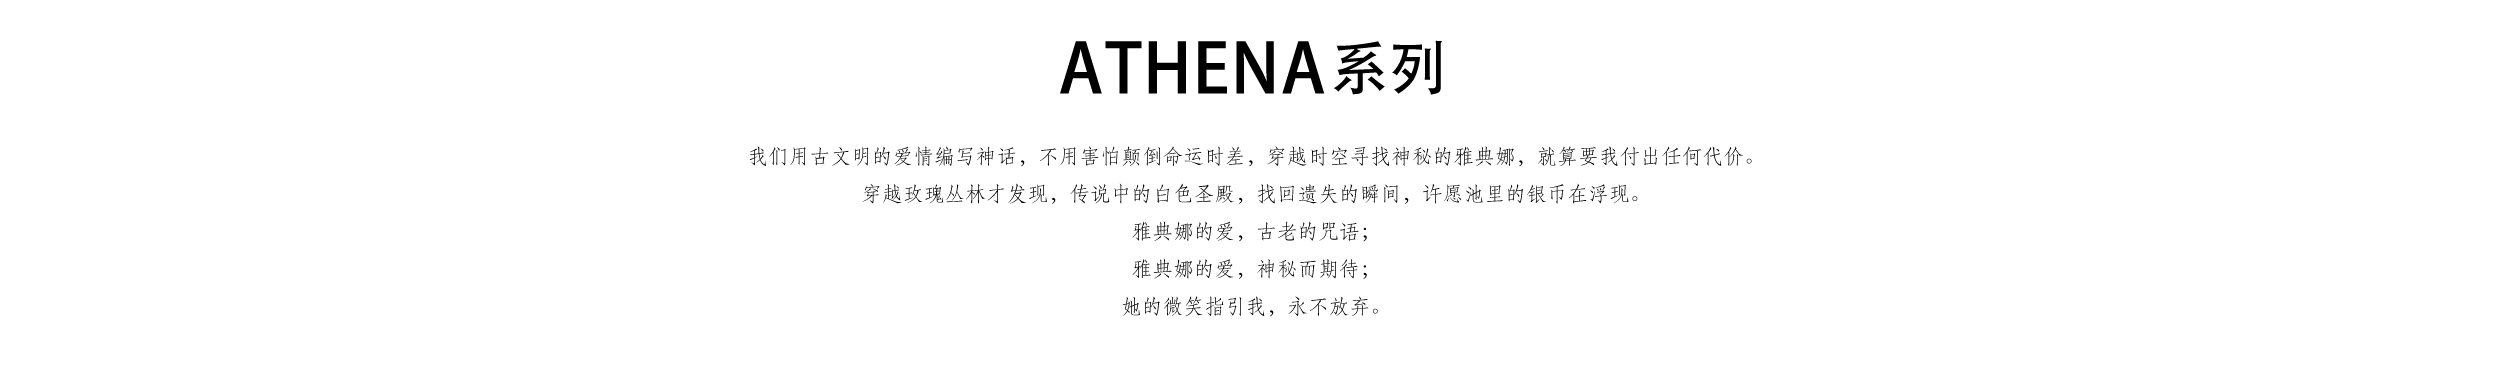 ATHENA系列
我们用古文明的爱情编写神话，不用害怕颠倒命运时差，穿越时空寻找神秘的雅典娜，就算要我付出任何代价。
穿越玫瑰丛林才发现，传说中的白色圣殿，找回遗失的瞬间，许愿池里的银币在浮现。
雅典娜的爱，古老的咒语；
雅典娜的爱，神秘而期待；
她的微笑指引我，永不放弃。